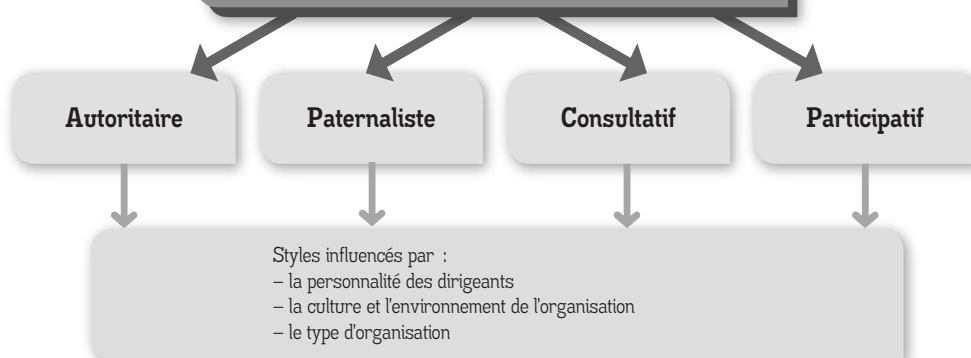 Autoritaire
Paternaliste
Consultatif
Participatif
Styles influencés par :
– la personnalité des dirigeants
– la culture et l'environnement de l'organisation
– le type d'organisation